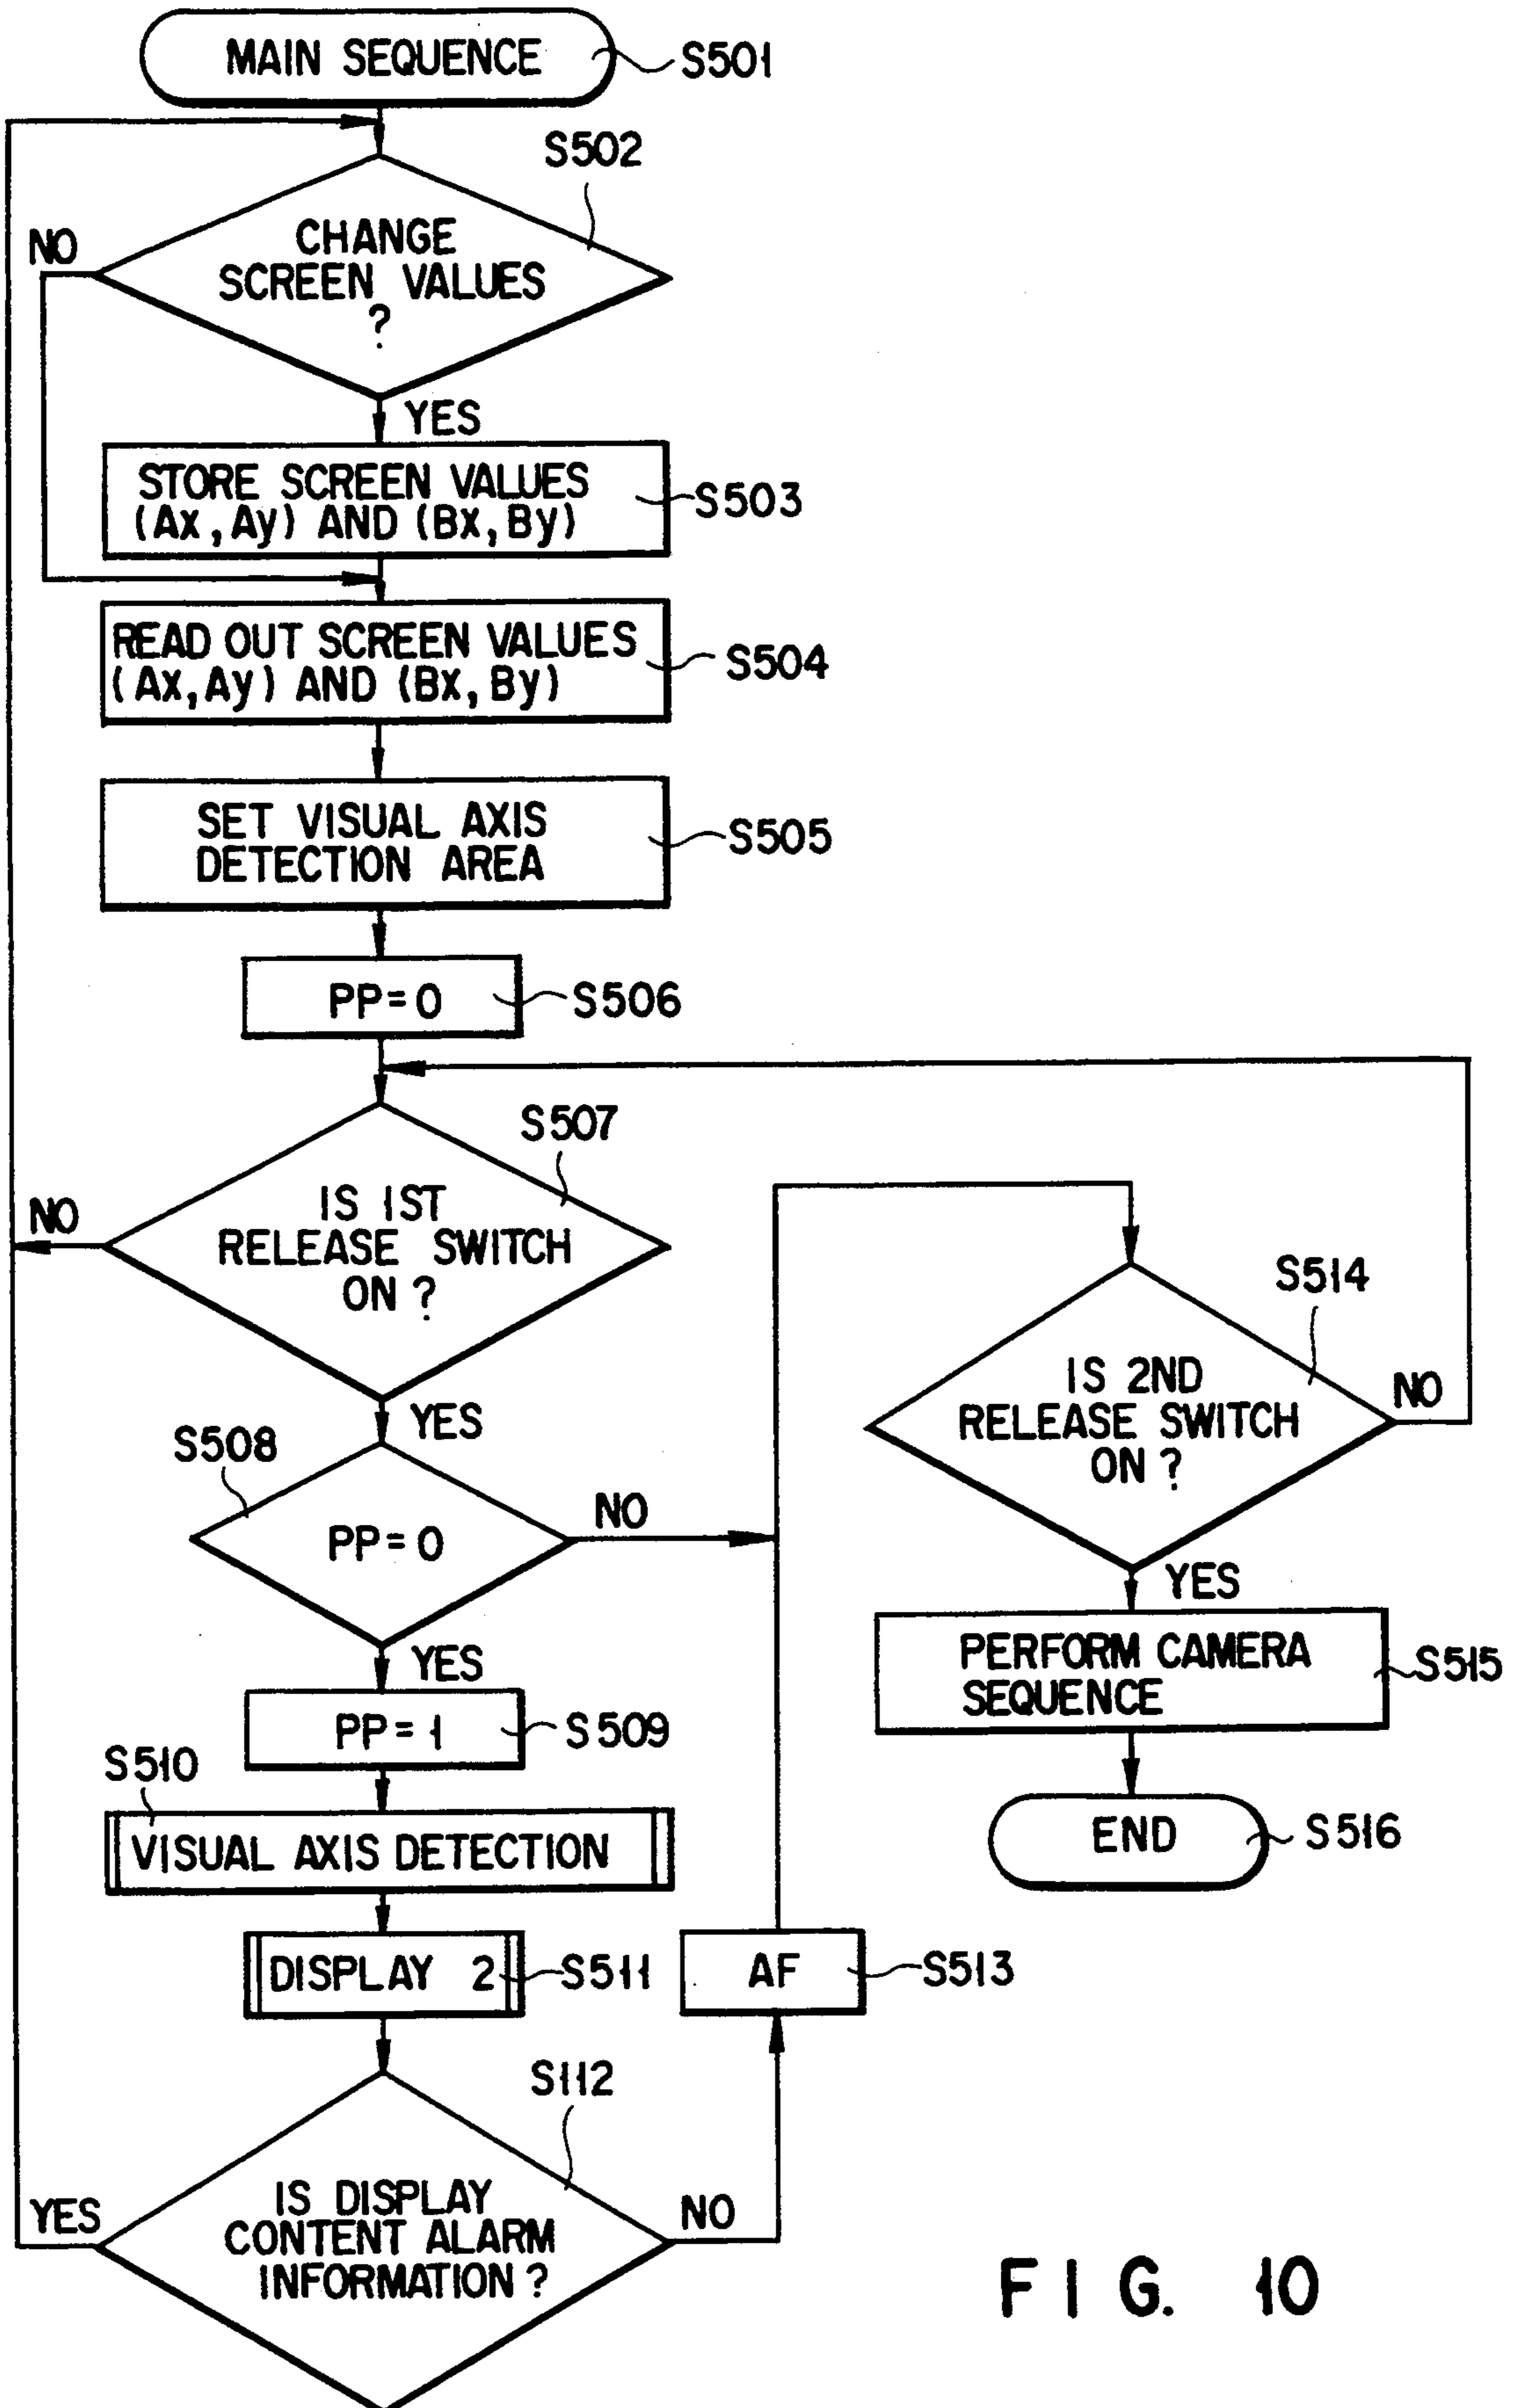 MAIN SEQUENCE
S501
S502
NO
CHANGE
SCREEN VALUES
?
YES
STORE SCREEN VALUES
(Ax, Ay) AND (Bx, By)
S503
READ OUT SCREEN VALUES
(Ax, Ay) AND (Bx, By)
S504
SET VISUAL AXIS
DETECTION AREA
S505
PP=0
S506
S507
NO
IS 1ST
RELEASE SWITCH
ON ?
YES
S508
PP=0
NO
YES
PP=1
S509
S510
VISUAL AXIS DETECTION
DISPLAY 2
S511
S112
YES
IS DISPLAY
CONTENT ALARM
INFORMATION ?
NO
AF
S513
S514
IS 2ND
RELEASE SWITCH
ON ?
NO
YES
PERFORM CAMERA
SEQUENCE
S515
END
S516
FIG. 10